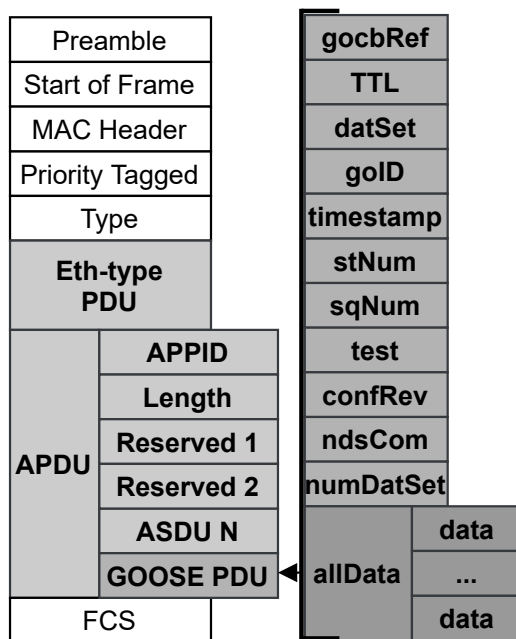 Preamble
Start of Frame
MAC Header
Priority Tagged
Type
Eth-type
PDU
APDU
APPID
Length
Reserved 1
Reserved 2
ASDU N
GOOSE PDU
FCS
gocbRef
TTL
datSet
goID
timestamp
stNum
sqNum
test
confRev
ndsCom
numDatSet
allData
data
...
data